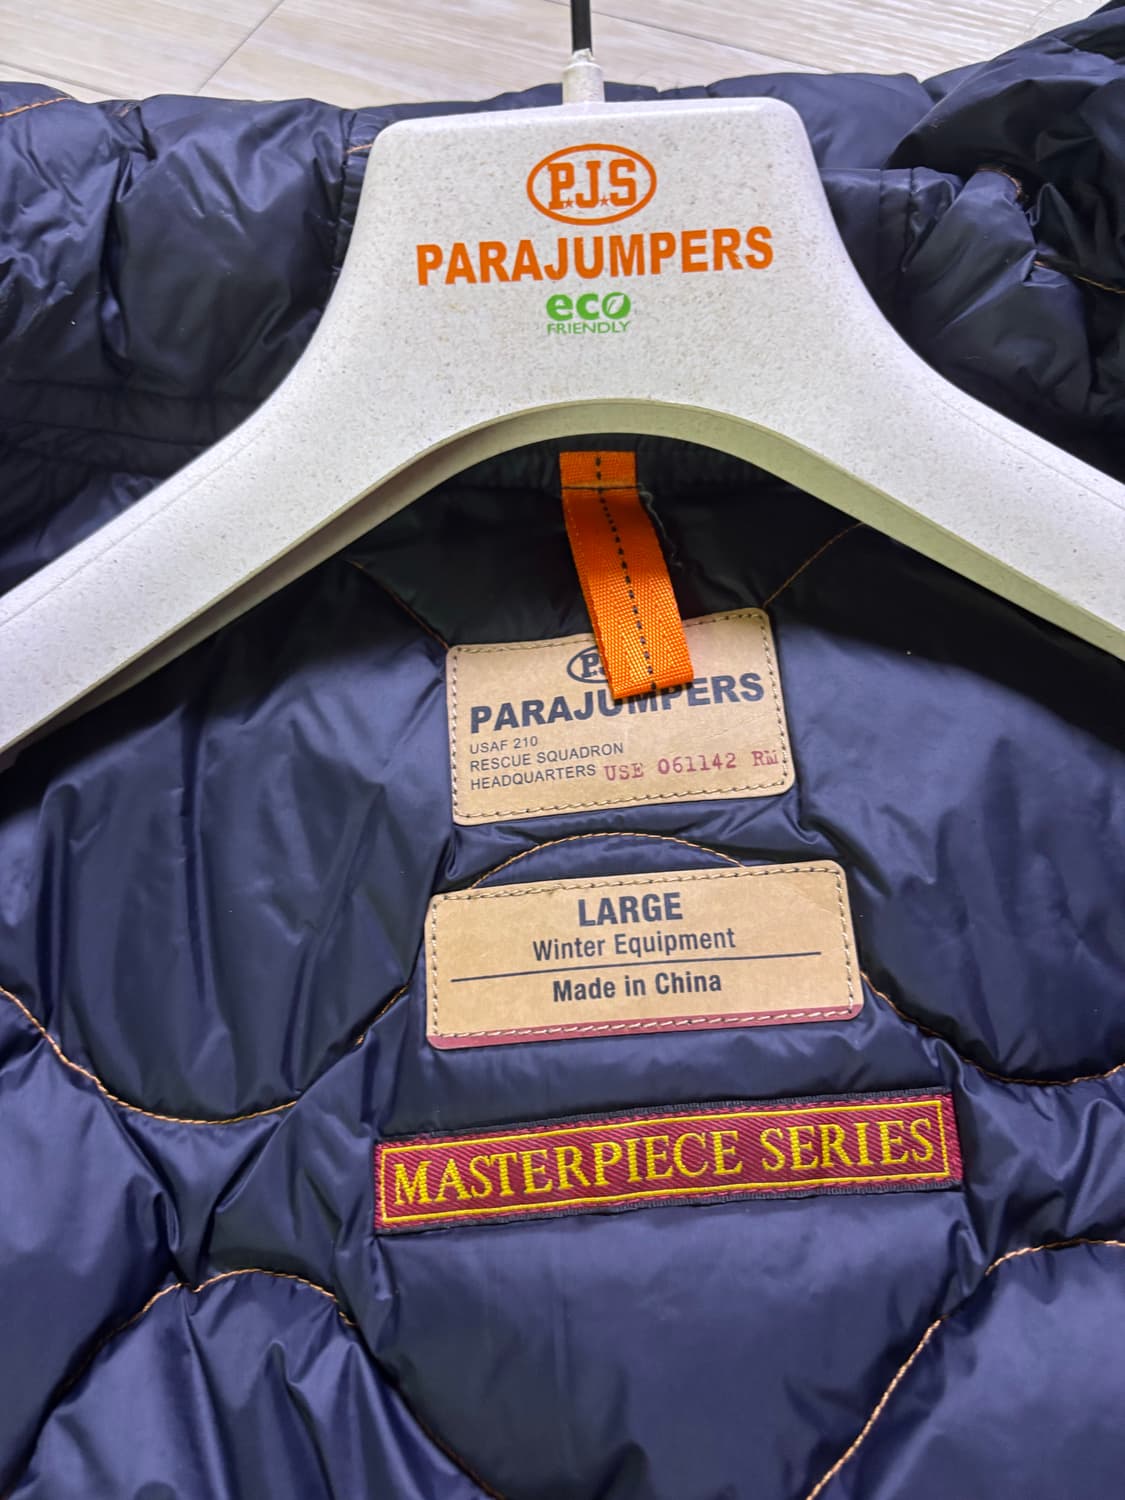 P.J.S
PARAJUMPERS
eco
FRIENDLY
PARAJUMPERS
USAF 210
RESCUE SQUADRON
HEADQUARTERS USE 061142 RM
LARGE
Winter Equipment
Made in China
MASTERPIECE SERIES